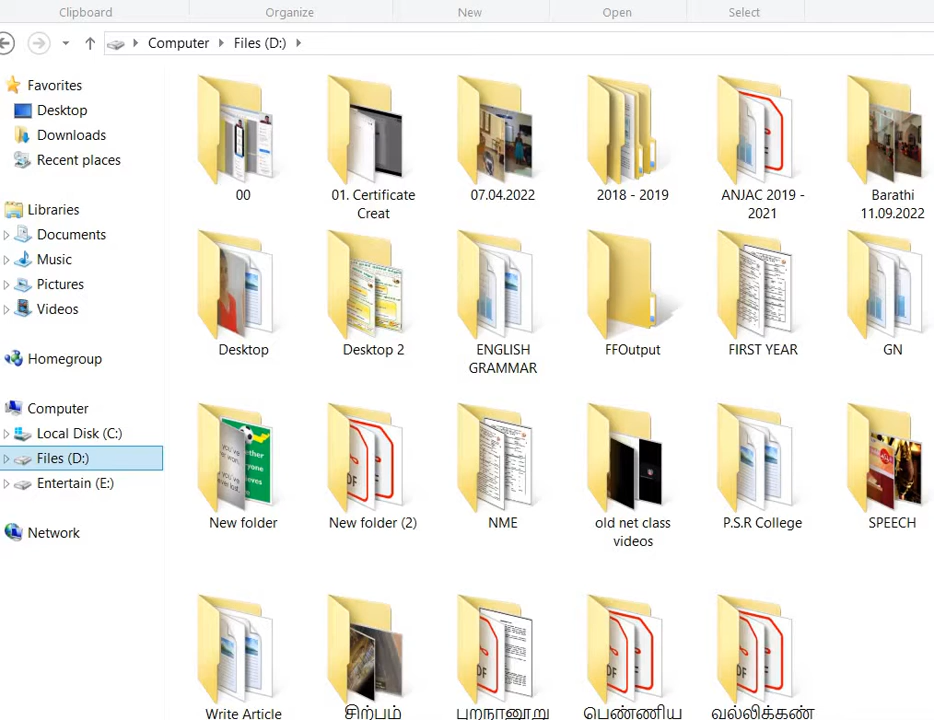 Clipboard
Organize
New
Open
Select
Computer
Files (D:)
Favorites
Desktop
Downloads
Recent places
Libraries
Documents
Music
Pictures
Videos
Homegroup
Computer
Local Disk (C:)
Files (D:)
Entertain (E:)
Network
00
01. Certificate
Creat
07.04.2022
2018 - 2019
ANJAC 2019 -
2021
Barathi
11.09.2022
Desktop
Desktop 2
ENGLISH
GRAMMAR
FFOutput
FIRST YEAR
GN
New folder
New folder (2)
NME
old net class
videos
P.S.R College
SPEECH
Write Article
சிற்பம்
புறநானூறு
பெண்ணிய
வல்லிக்கண்